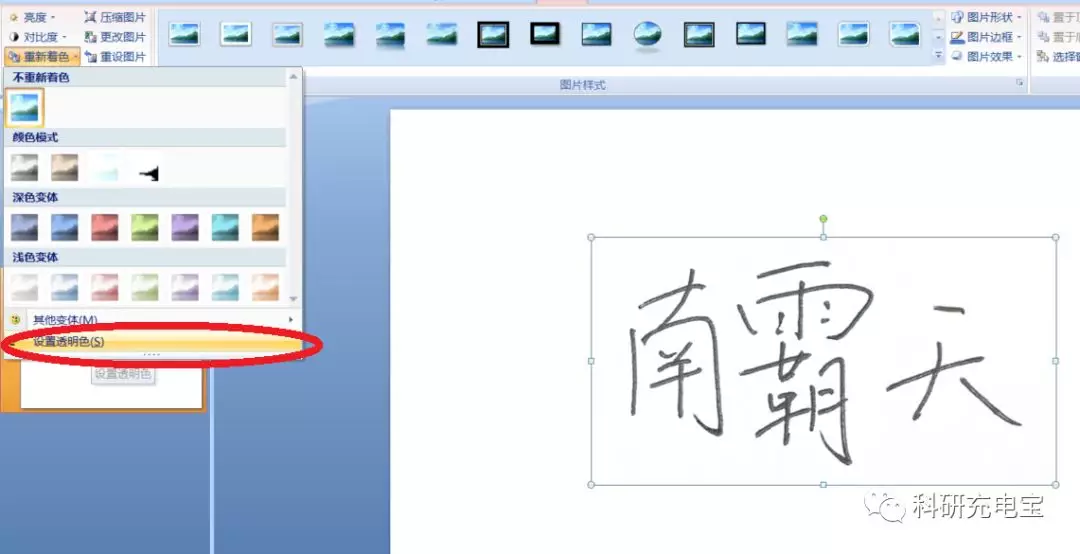 亮度 压缩图片
对比度 更改图片
重新着色 重设图片
图片形状
图片边框
图片效果
置于
置于
选择
图片样式
不重新着色
颜色模式
深色变体
浅色变体
其他变体(M)
设置透明色(S)
设置透明色
南霸天
科研充电宝